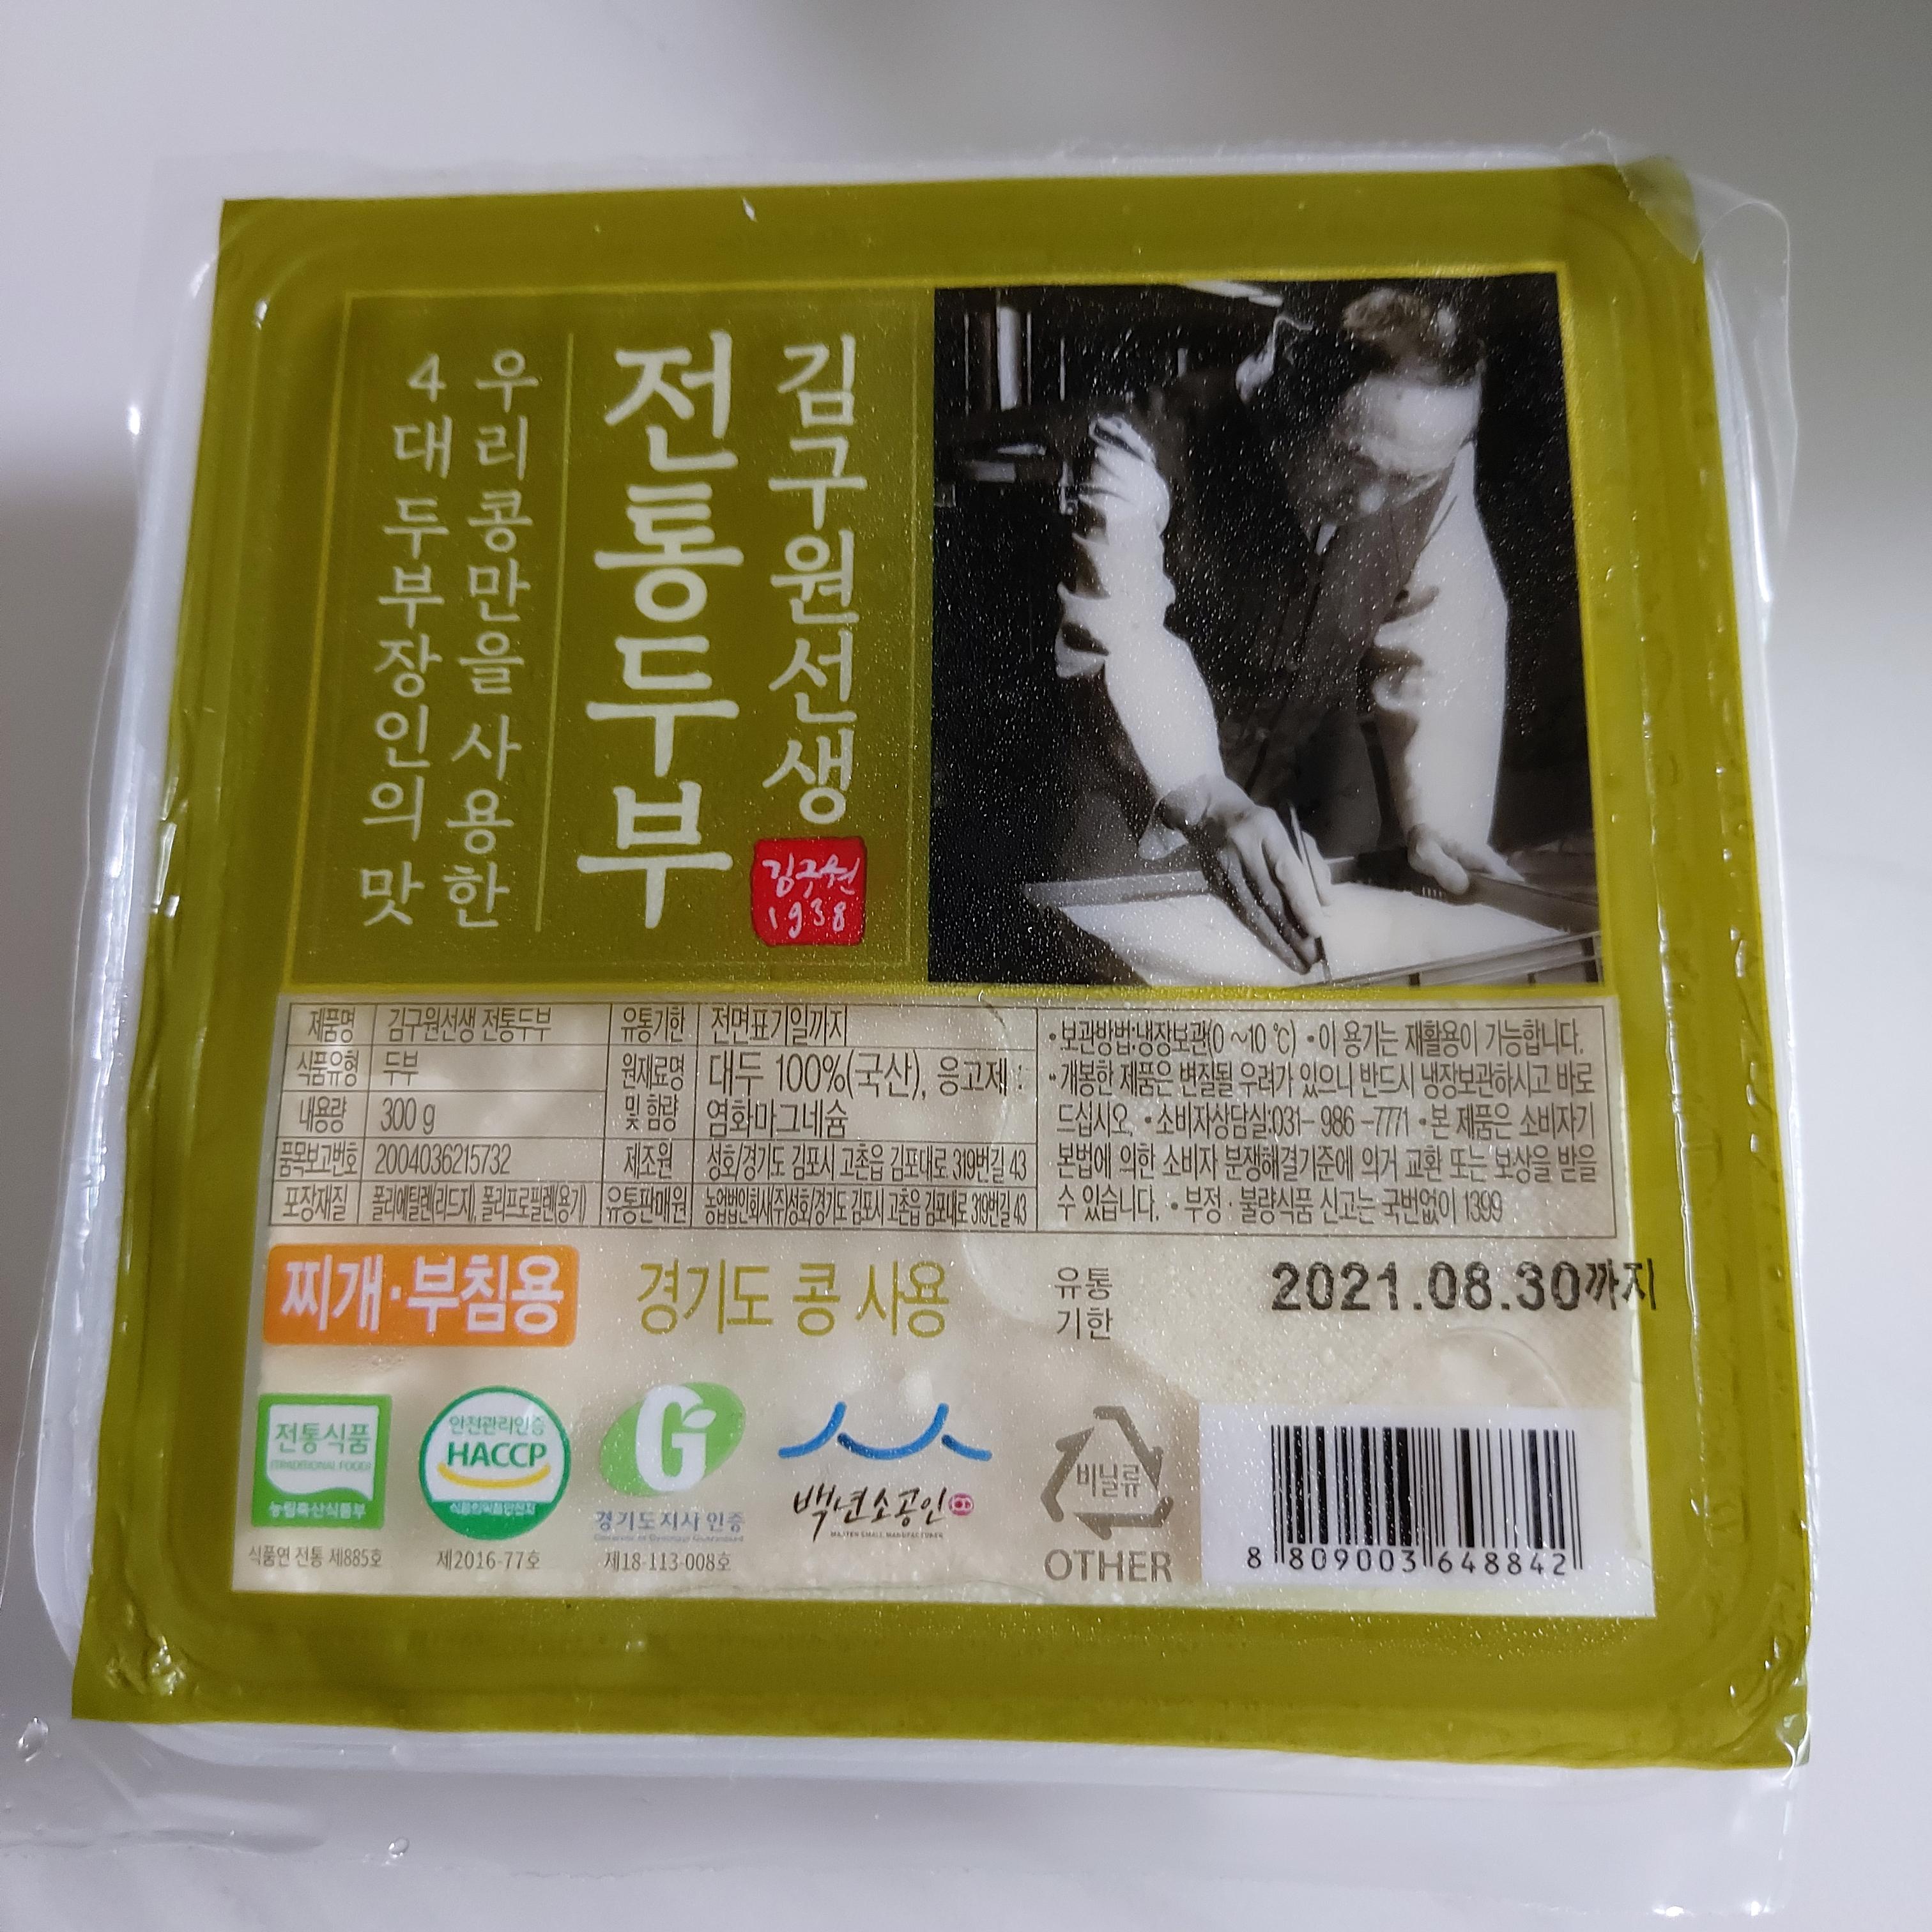 김구원선생
전통두부
우리콩만을 사용한
4대 두부장인의 맛
김구원
1938
제품명 김구원선생 전통두부
식품유형 두부
내용량 300 g
품목보고번호 2004036215732
포장재질 폴리에틸렌(리드지), 폴리프로필렌(용기)
유통기한 전면표기일까지
원재료명 및 함량 대두 100%(국산), 응고제 :
염화마그네슘
제조원 성호/경기도 김포시 고촌읍 김포대로 319번길 43
유통판매원 농업법인회사(주)성호/경기도 김포시 고촌읍 김포대로 319번길 43
•보관방법:냉장보관(0 ~10 ℃) •이 용기는 재활용이 가능합니다.
•개봉한 제품은 변질될 우려가 있으니 반드시 냉장보관하시고 바로
드십시오. •소비자상담실:031- 986 -7771 •본 제품은 소비자기
본법에 의한 소비자 분쟁해결기준에 의거 교환 또는 보상을 받을
수 있습니다. •부정·불량식품 신고는 국번없이 1399
찌개·부침용
경기도 콩 사용
유통
기한
2021.08.30까지
전통식품
(TRADITIONAL FOOD)
농림축산식품부
식품연 전통 제885호
안전관리인증
HACCP
식품의약품안전처
제2016-77호
G
경기도지사 인증
제18-113-008호
백년소공인
MASTER SMALL MANUFACTURER
비닐류
OTHER
8 809003 648842